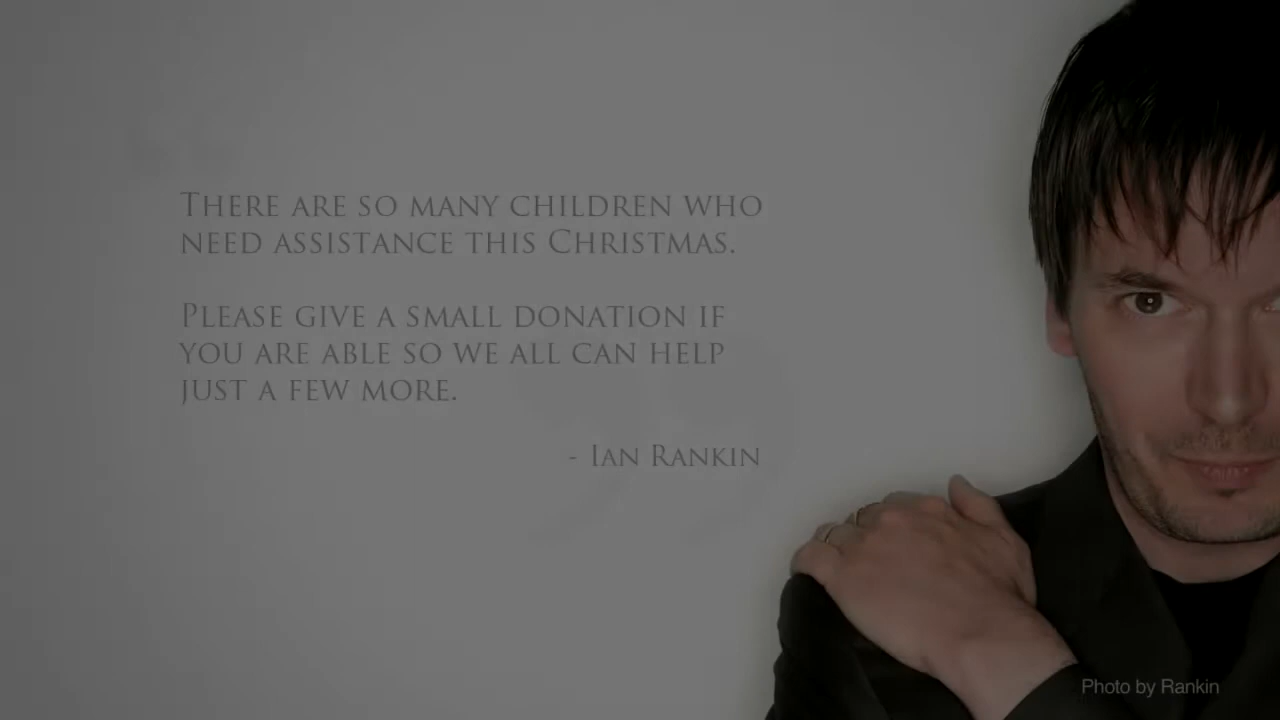 There are so many children who
need assistance this Christmas.
Please give a small donation if
you are able so we all can help
just a few more.
- Ian Rankin
Photo by Rankin